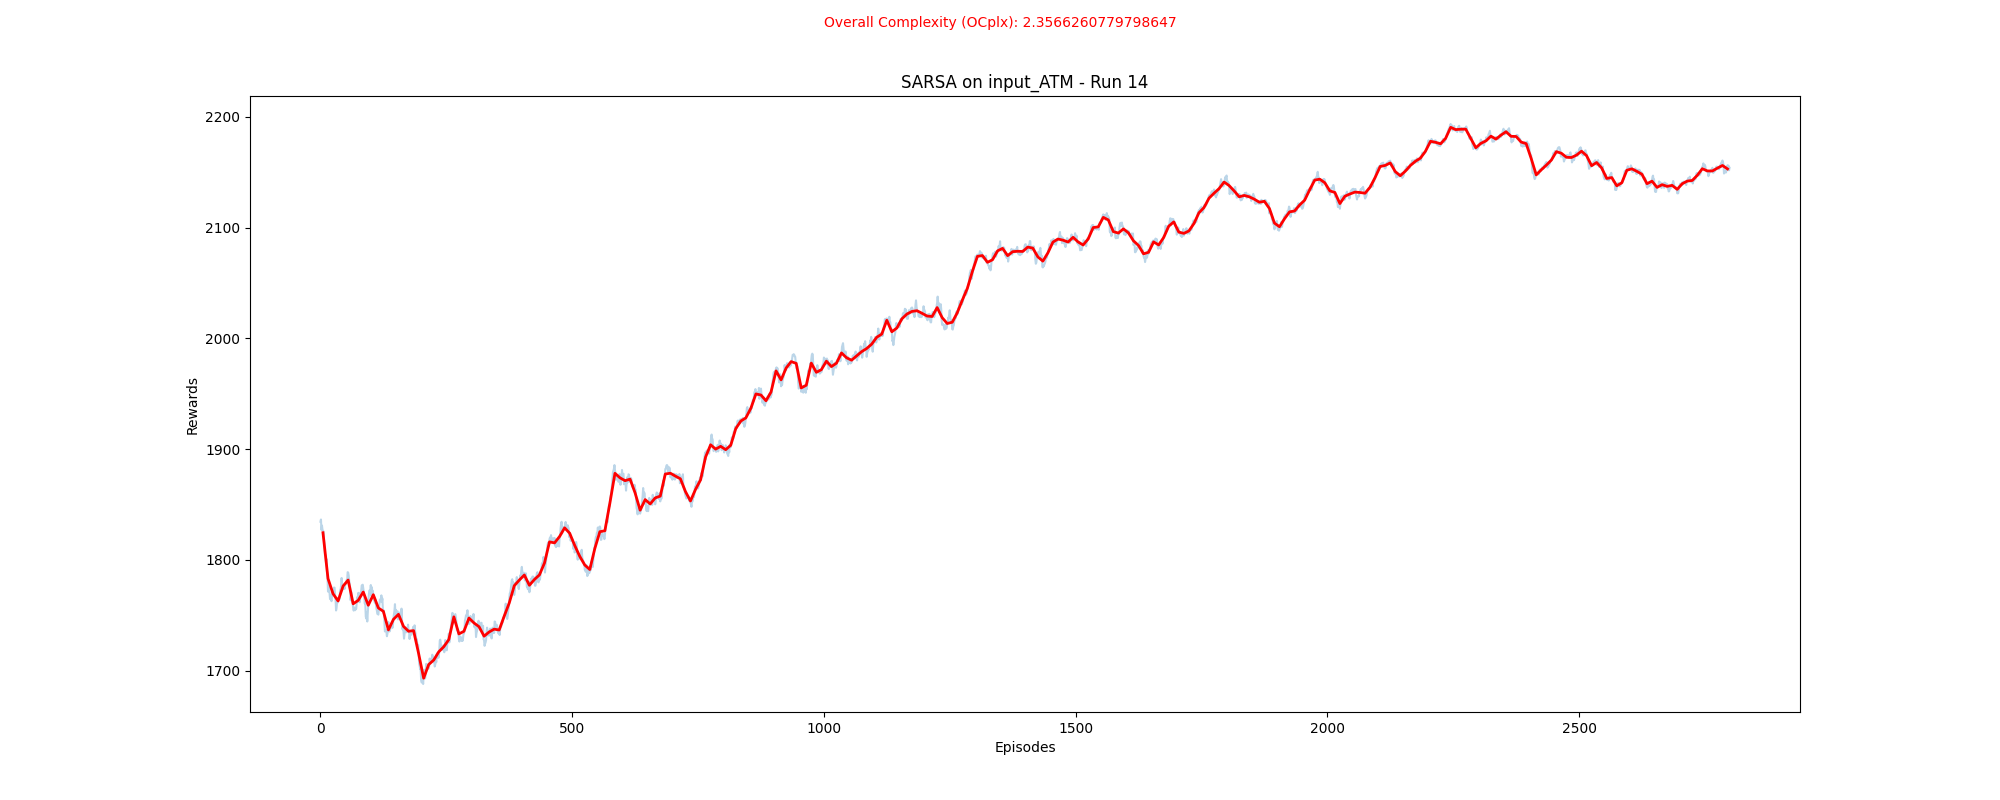 Overall Complexity (OCplx): 2.3566260779798647
SARSA on input_ATM - Run 14
2200
2100
2000
1900
1800
1700
Rewards
0 500 1000 1500 2000 2500
Episodes